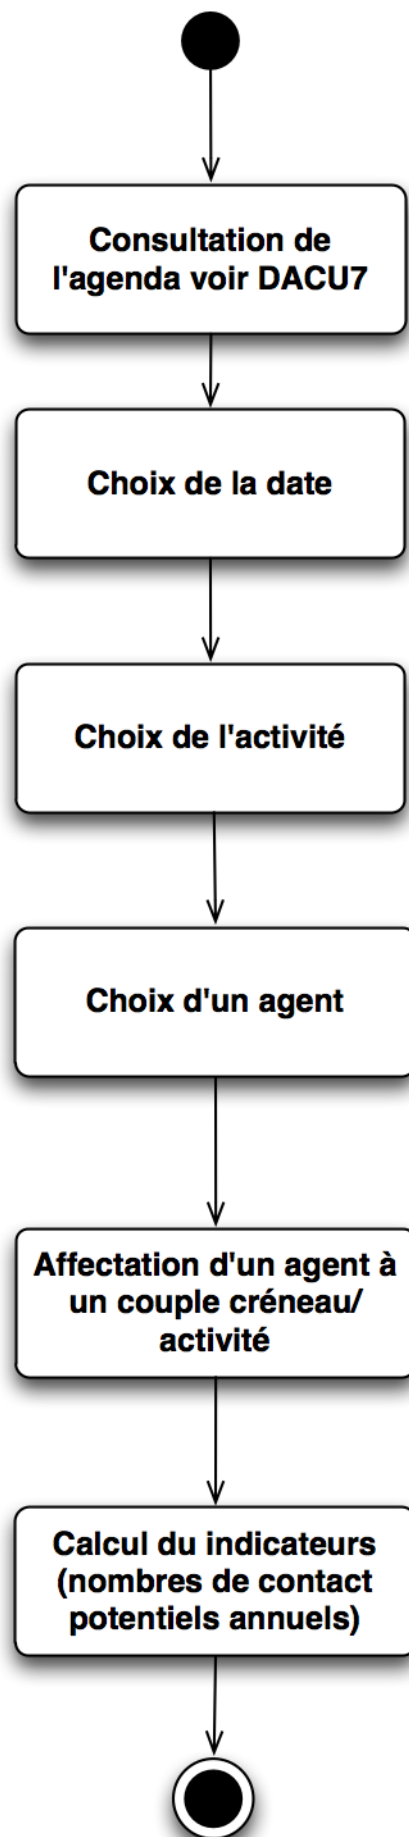 Consultation de
l'agenda voir DACU7
Choix de la date
Choix de l'activité
Choix d'un agent
Affectation d'un agent à
un couple créneau/
activité
Calcul du indicateurs
(nombres de contact
potentiels annuels)